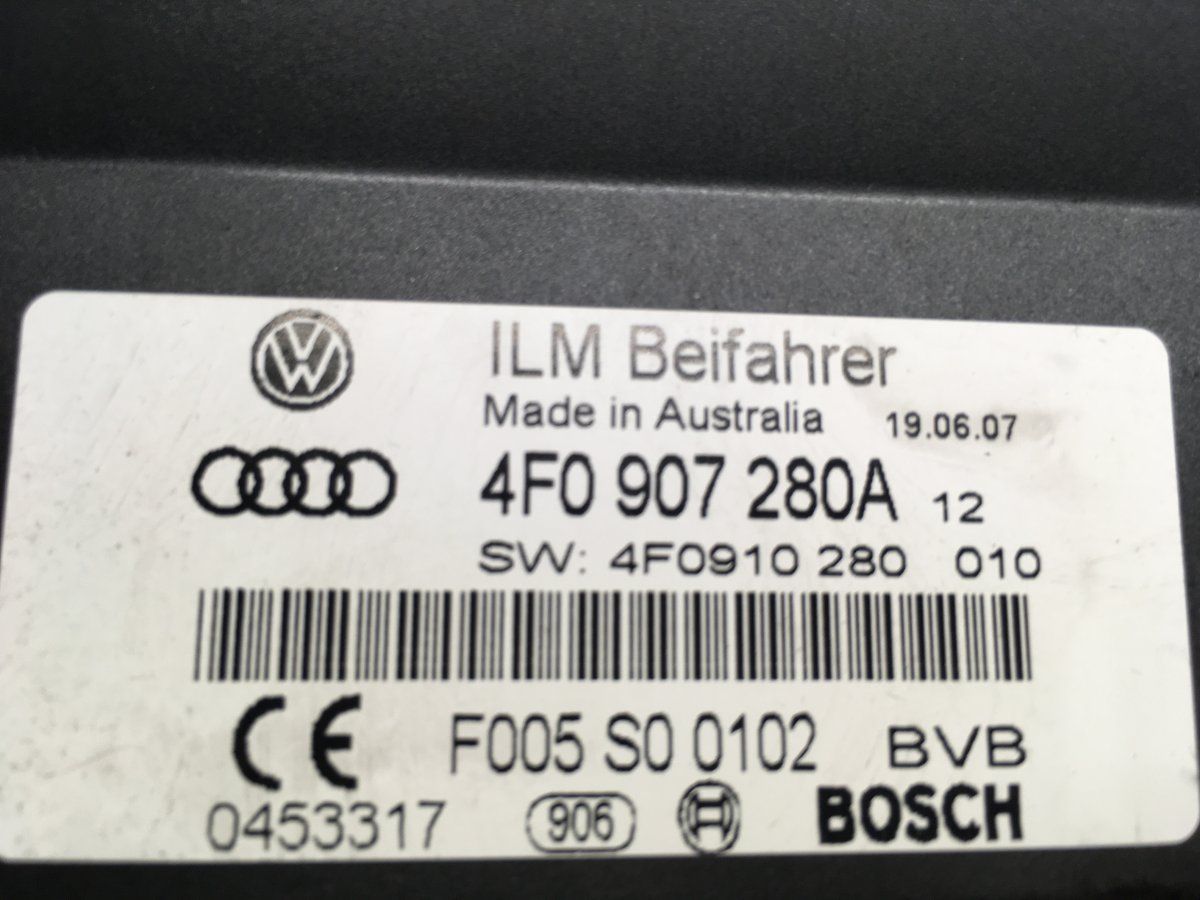 ILM Beifahrer
Made in Australia 19.06.07
4F0 907 280A 12
SW: 4F0910 280 010
CE F005 S0 0102 BVB
0453317 906 BOSCH